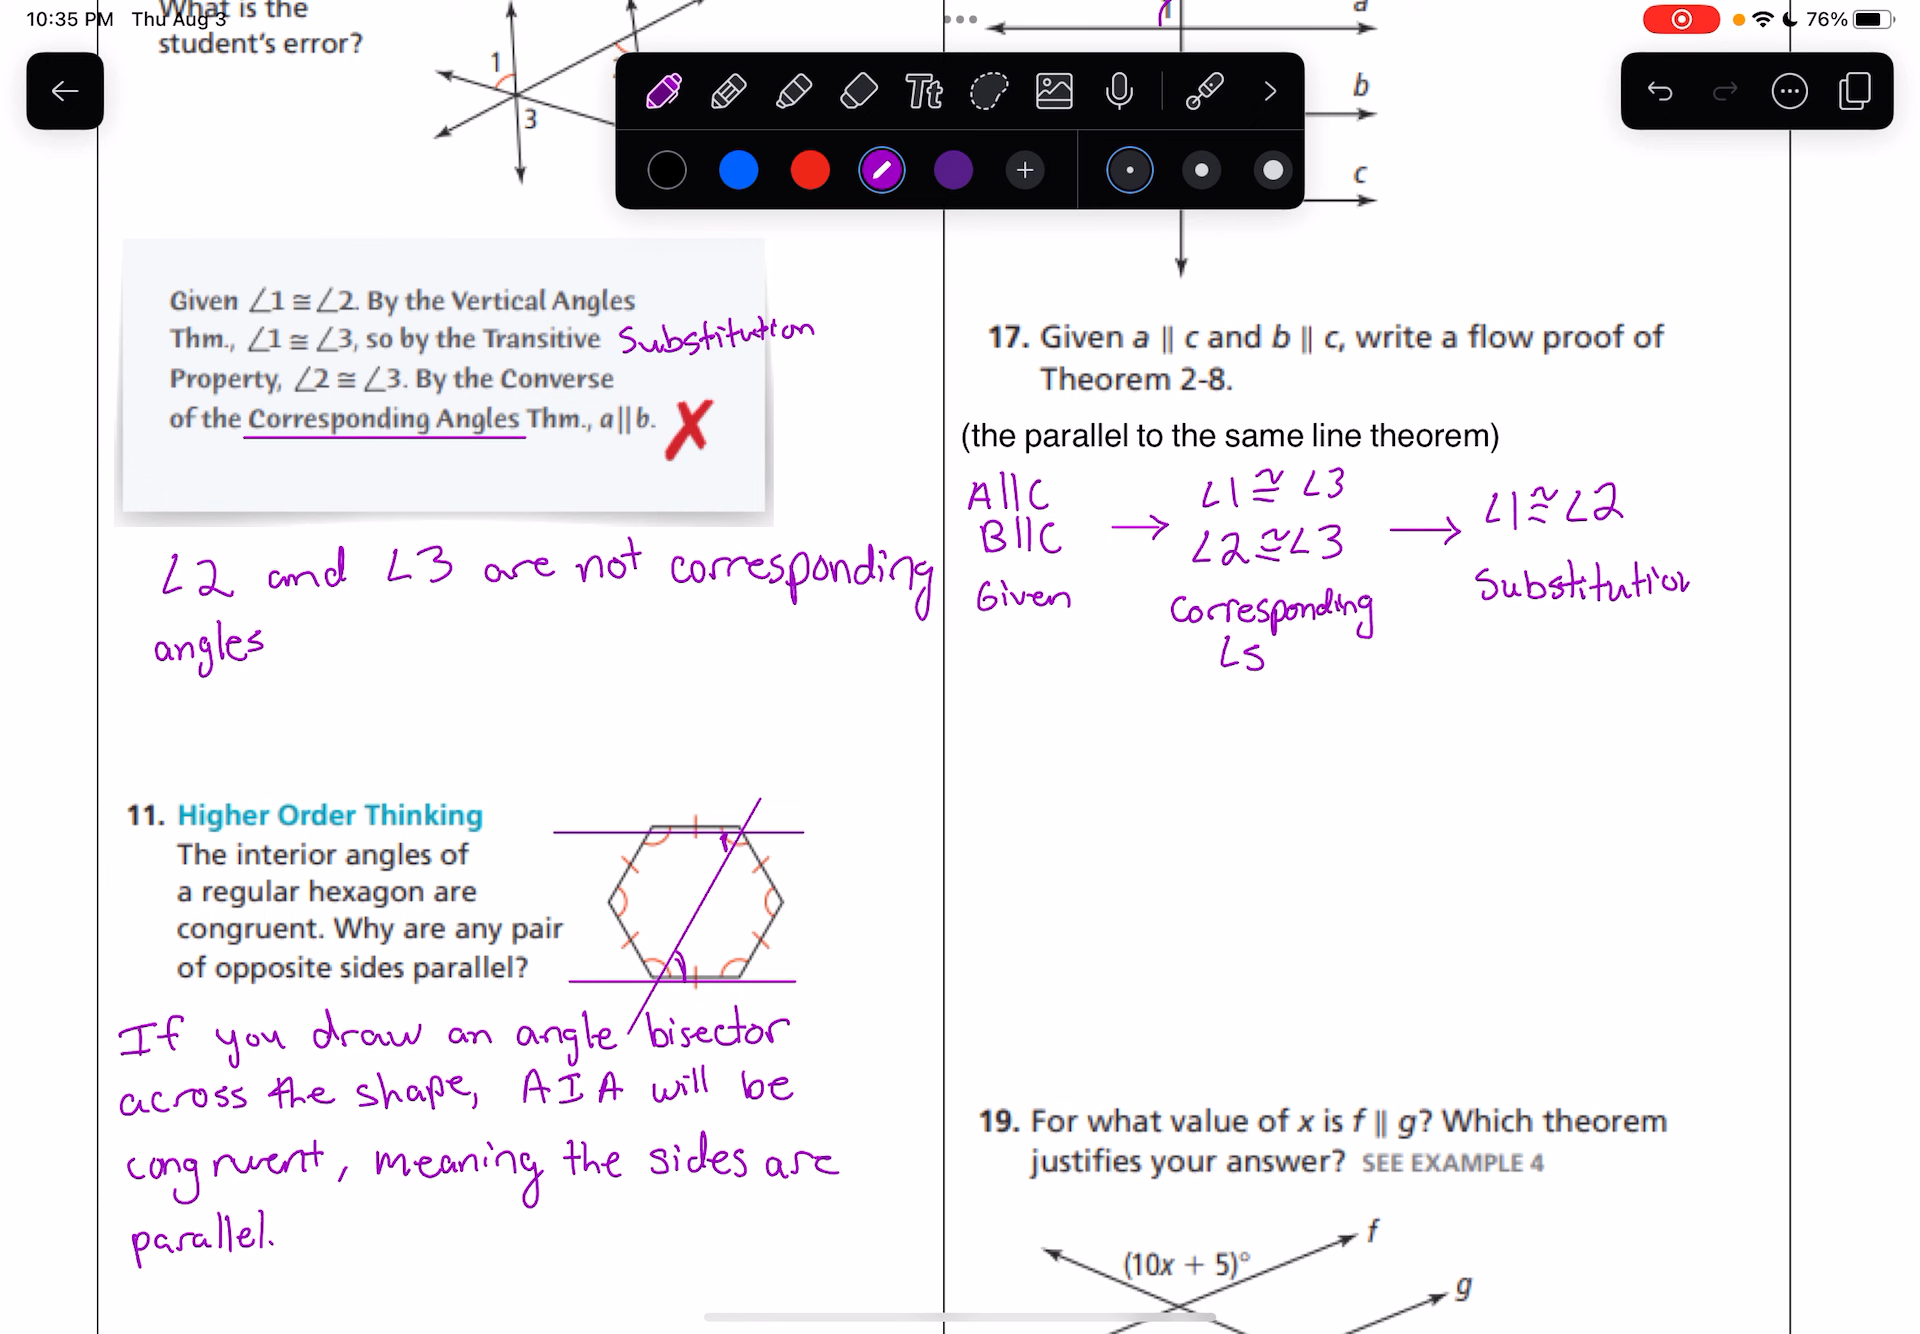 10:35 PM Thu Aug 3
76%
What is the
student's error?
1
3
Given ∠1 ≅ ∠2. By the Vertical Angles
Thm., ∠1 ≅ ∠3, so by the Transitive
Substitution
Property, ∠2 ≅ ∠3. By the Converse
of the Corresponding Angles Thm., a || b.
∠2 and ∠3 are not corresponding
angles
11. Higher Order Thinking
The interior angles of
a regular hexagon are
congruent. Why are any pair
of opposite sides parallel?
If you draw an angle bisector
across the shape, AIA will be
congruent, meaning the sides are
parallel.
Tt
a
b
c
17. Given a || c and b || c, write a flow proof of
Theorem 2-8.
(the parallel to the same line theorem)
A||C
B||C
Given
→
∠1 ≅ ∠3
∠2 ≅ ∠3
Corresponding
∠s
→
∠1 ≅ ∠2
Substitution
19. For what value of x is f || g? Which theorem
justifies your answer? SEE EXAMPLE 4
(10x + 5)°
f
g